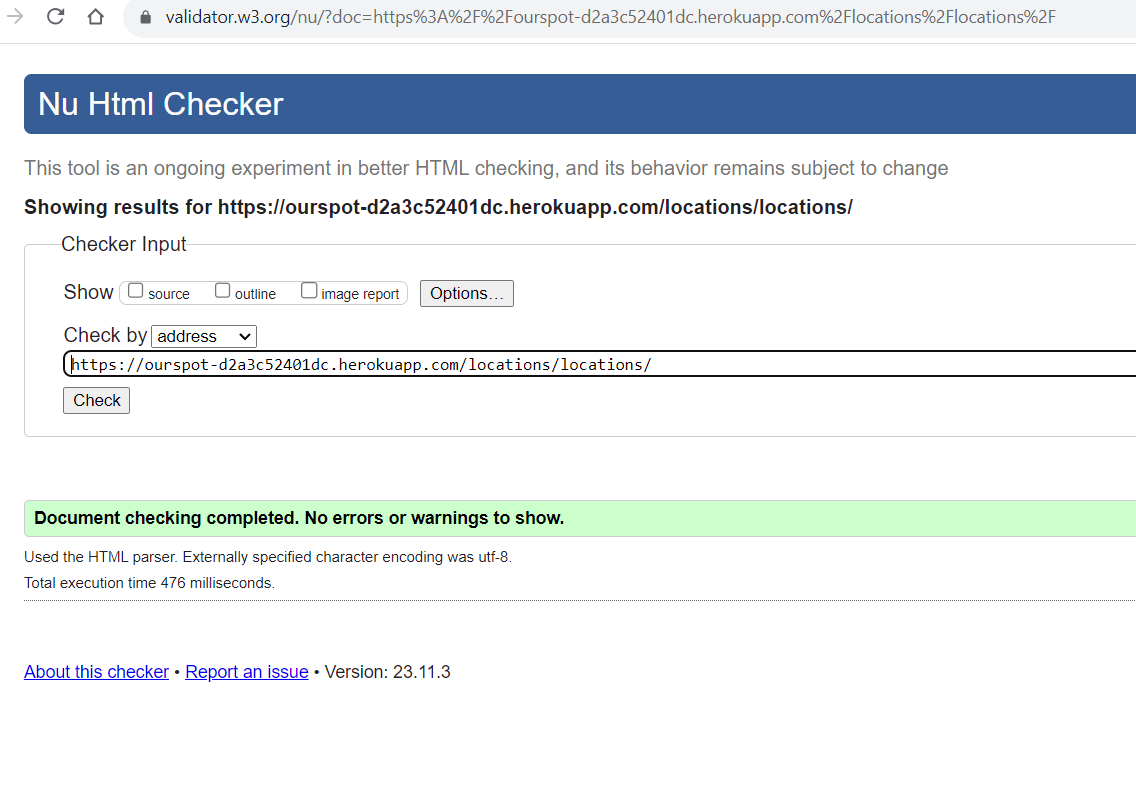 validator.w3.org/nu/?doc=https%3A%2F%2Fourspot-d2a3c52401dc.herokuapp.com%2Flocations%2Flocations%2F
Nu Html Checker
This tool is an ongoing experiment in better HTML checking, and its behavior remains subject to change
Showing results for https://ourspot-d2a3c52401dc.herokuapp.com/locations/locations/
Checker Input
Show source outline image report Options…
Check by address
https://ourspot-d2a3c52401dc.herokuapp.com/locations/locations/
Check
Document checking completed. No errors or warnings to show.
Used the HTML parser. Externally specified character encoding was utf-8.
Total execution time 476 milliseconds.
About this checker • Report an issue • Version: 23.11.3